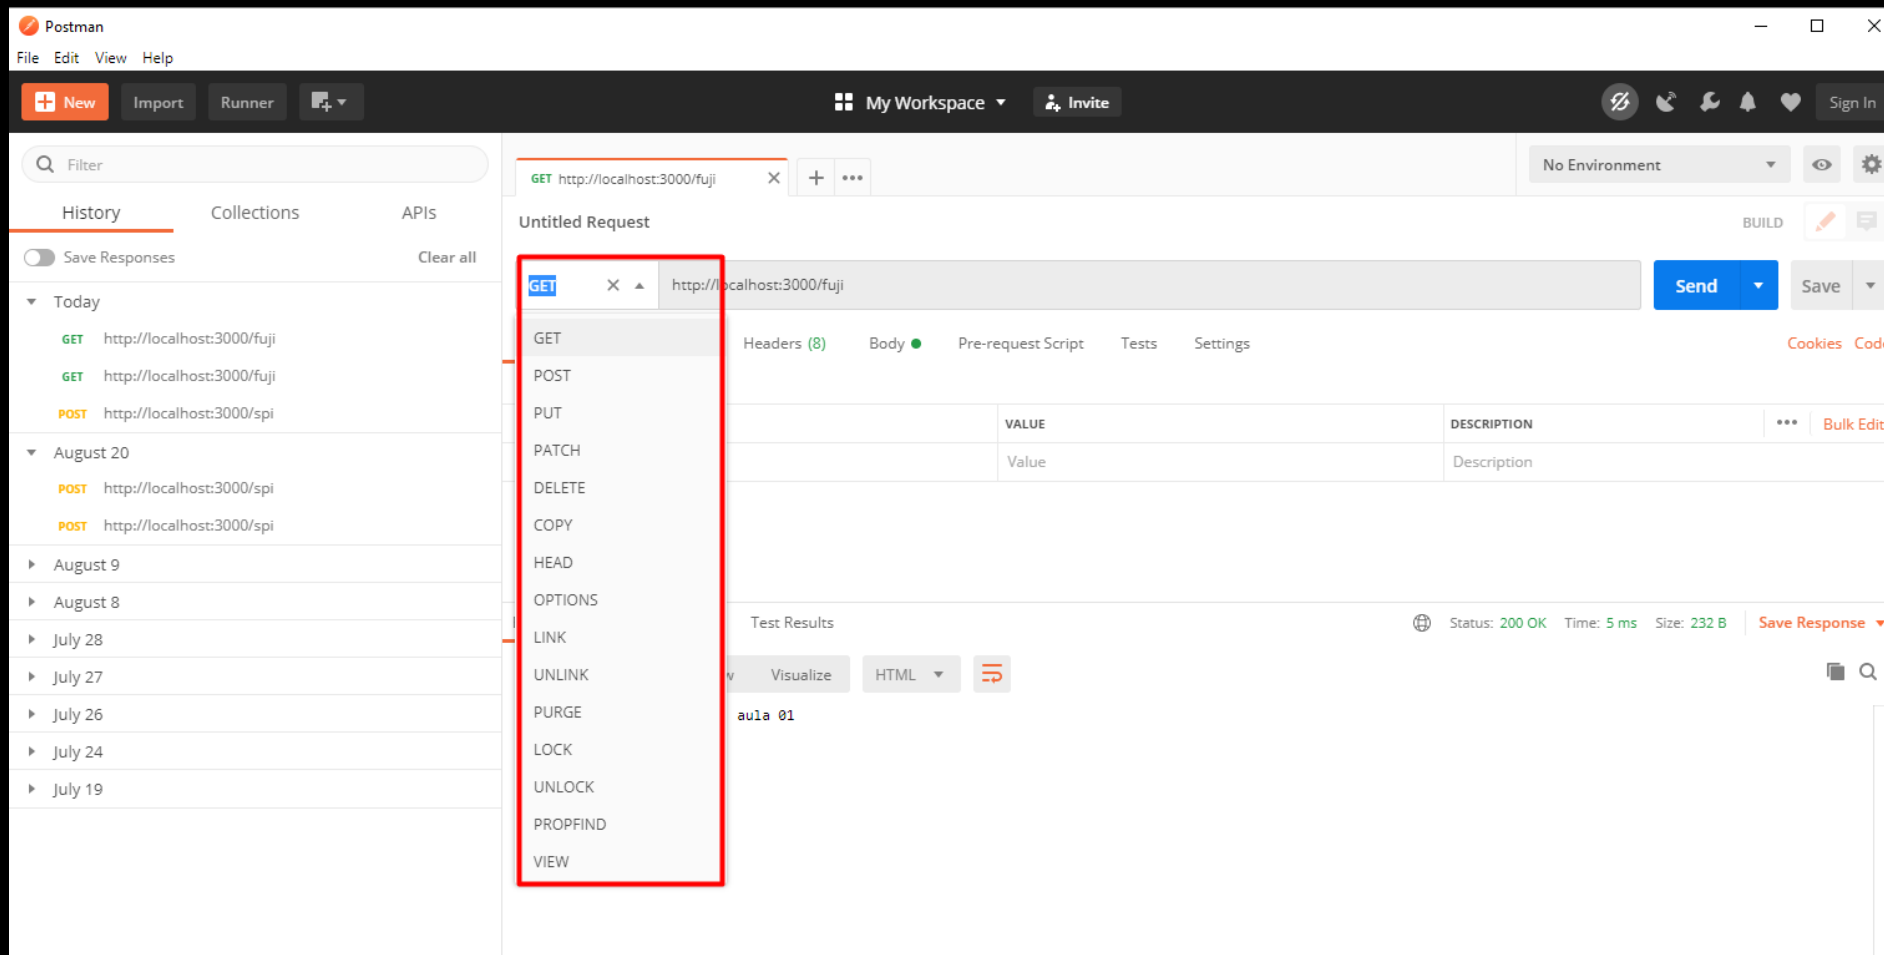 Postman
File Edit View Help
New Import Runner My Workspace Invite Sign In
Filter
History Collections APIs
Save Responses Clear all
Today
GET http://localhost:3000/fuji
GET http://localhost:3000/fuji
POST http://localhost:3000/spi
August 20
POST http://localhost:3000/spi
POST http://localhost:3000/spi
August 9
August 8
July 28
July 27
July 26
July 24
July 19
GET http://localhost:3000/fuji
No Environment
Untitled Request
BUILD
GET http://localhost:3000/fuji
Send Save
GET
POST
PUT
PATCH
DELETE
COPY
HEAD
OPTIONS
LINK
UNLINK
PURGE
LOCK
UNLOCK
PROPFIND
VIEW
Headers (8) Body Pre-request Script Tests Settings Cookies
VALUE DESCRIPTION Bulk Edit
Value Description
Test Results Status: 200 OK Time: 5 ms Size: 232 B Save Response
Visualize HTML
aula 01